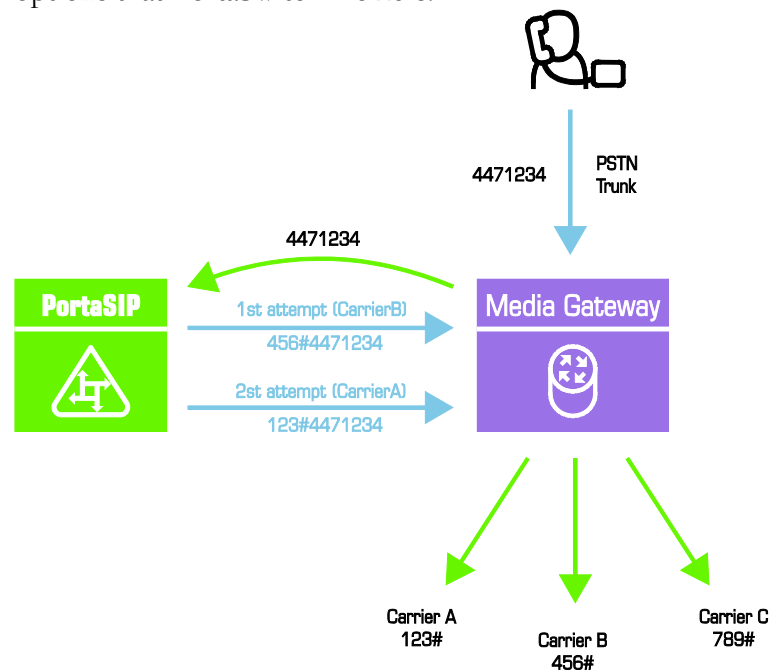 4471234
PSTN
Trunk
4471234
PortaSIP
1st attempt (CarrierB)
456#4471234
2st attempt (CarrierA)
123#4471234
Media Gateway
Carrier A
123#
Carrier B
456#
Carrier C
789#